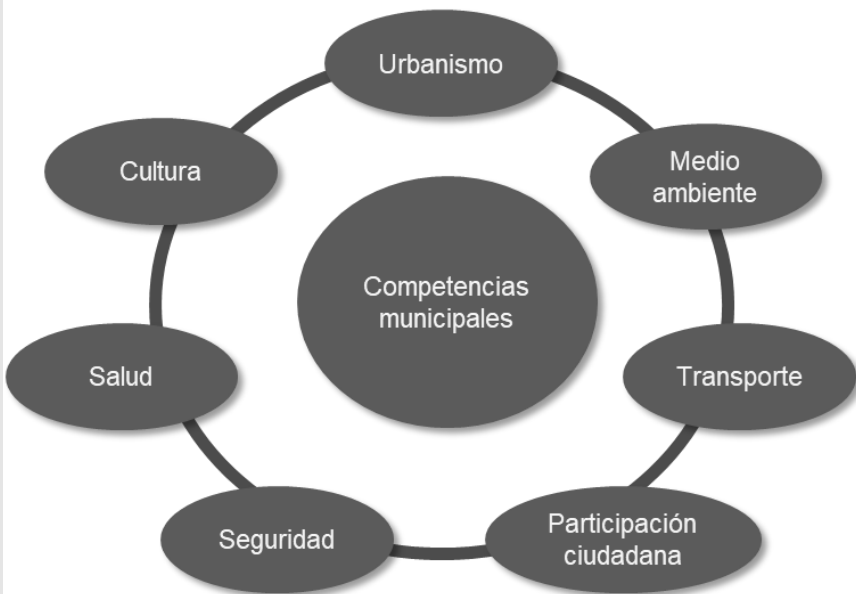 Urbanismo
Medio
ambiente
Transporte
Participación
ciudadana
Seguridad
Salud
Cultura
Competencias
municipales